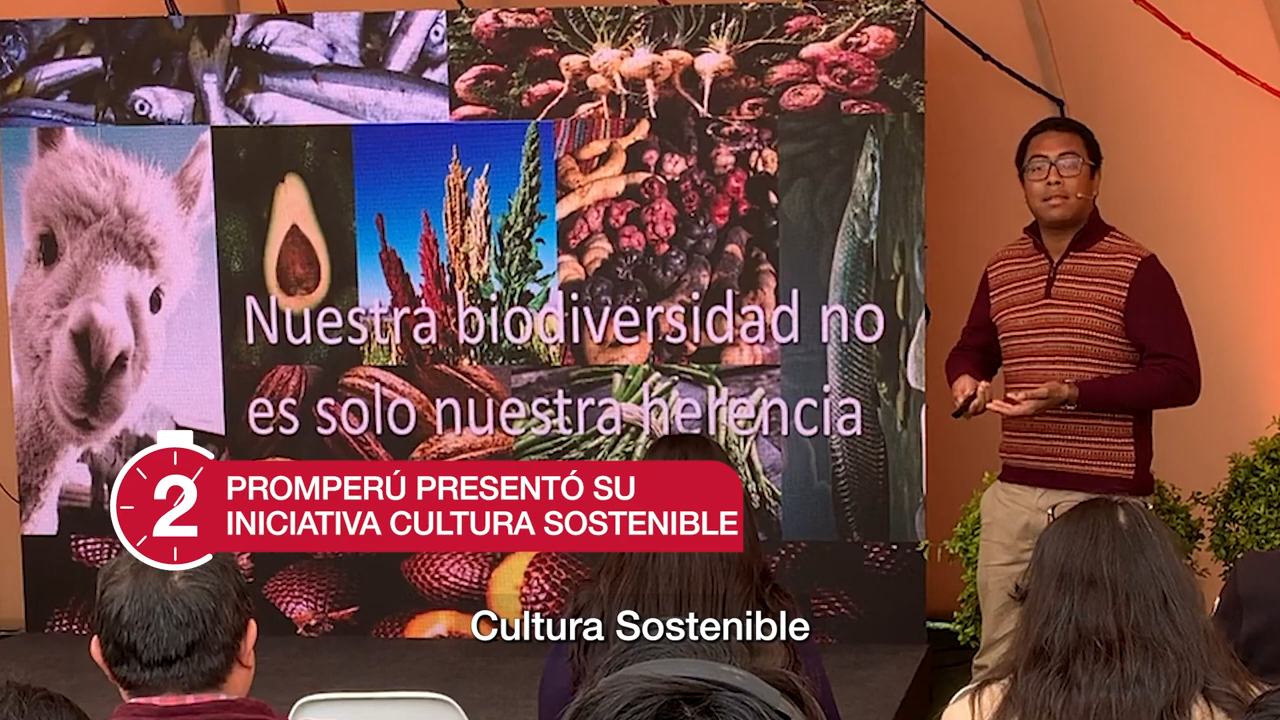 Nuestra biodiversidad no
es solo nuestra herencia
2
PROMPERÚ PRESENTÓ SU
INICIATIVA CULTURA SOSTENIBLE
Cultura Sostenible